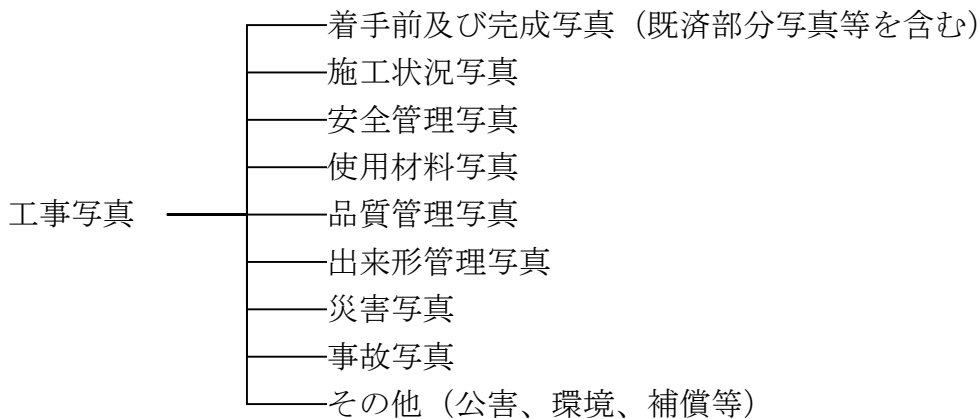 着手前及び完成写真（既済部分写真等を含む）
施工状況写真
安全管理写真
使用材料写真
工事写真
品質管理写真
出来形管理写真
災害写真
事故写真
その他（公害、環境、補償等）